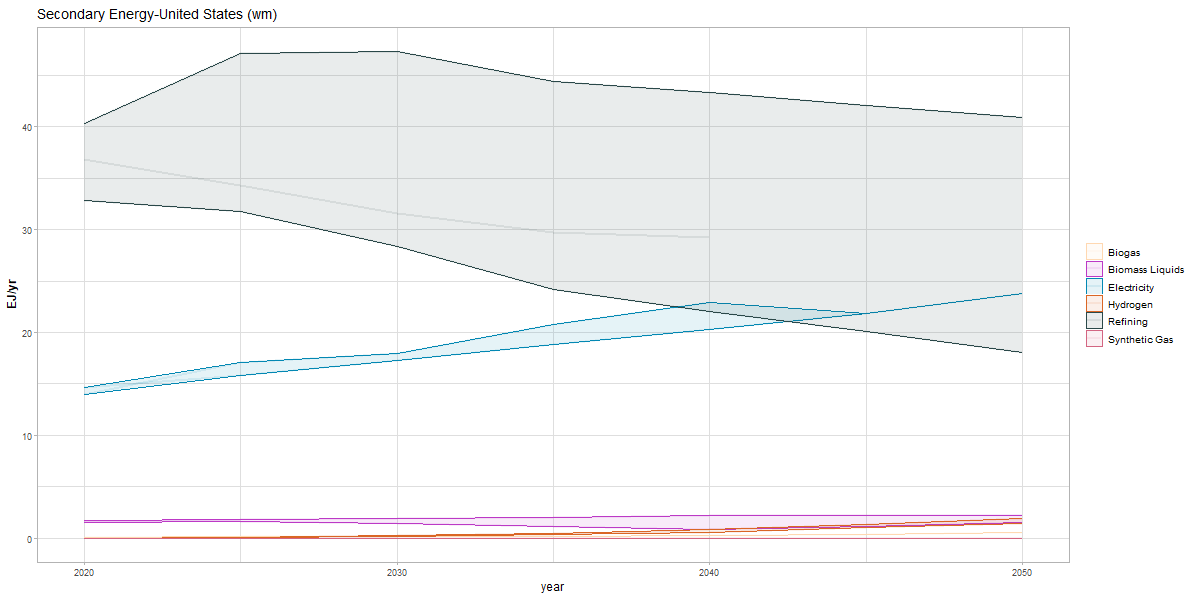 Secondary Energy-United States (wm)
EJ/yr
40
30
20
10
0
2020
2030
2040
2050
year
Biogas
Biomass Liquids
Electricity
Hydrogen
Refining
Synthetic Gas